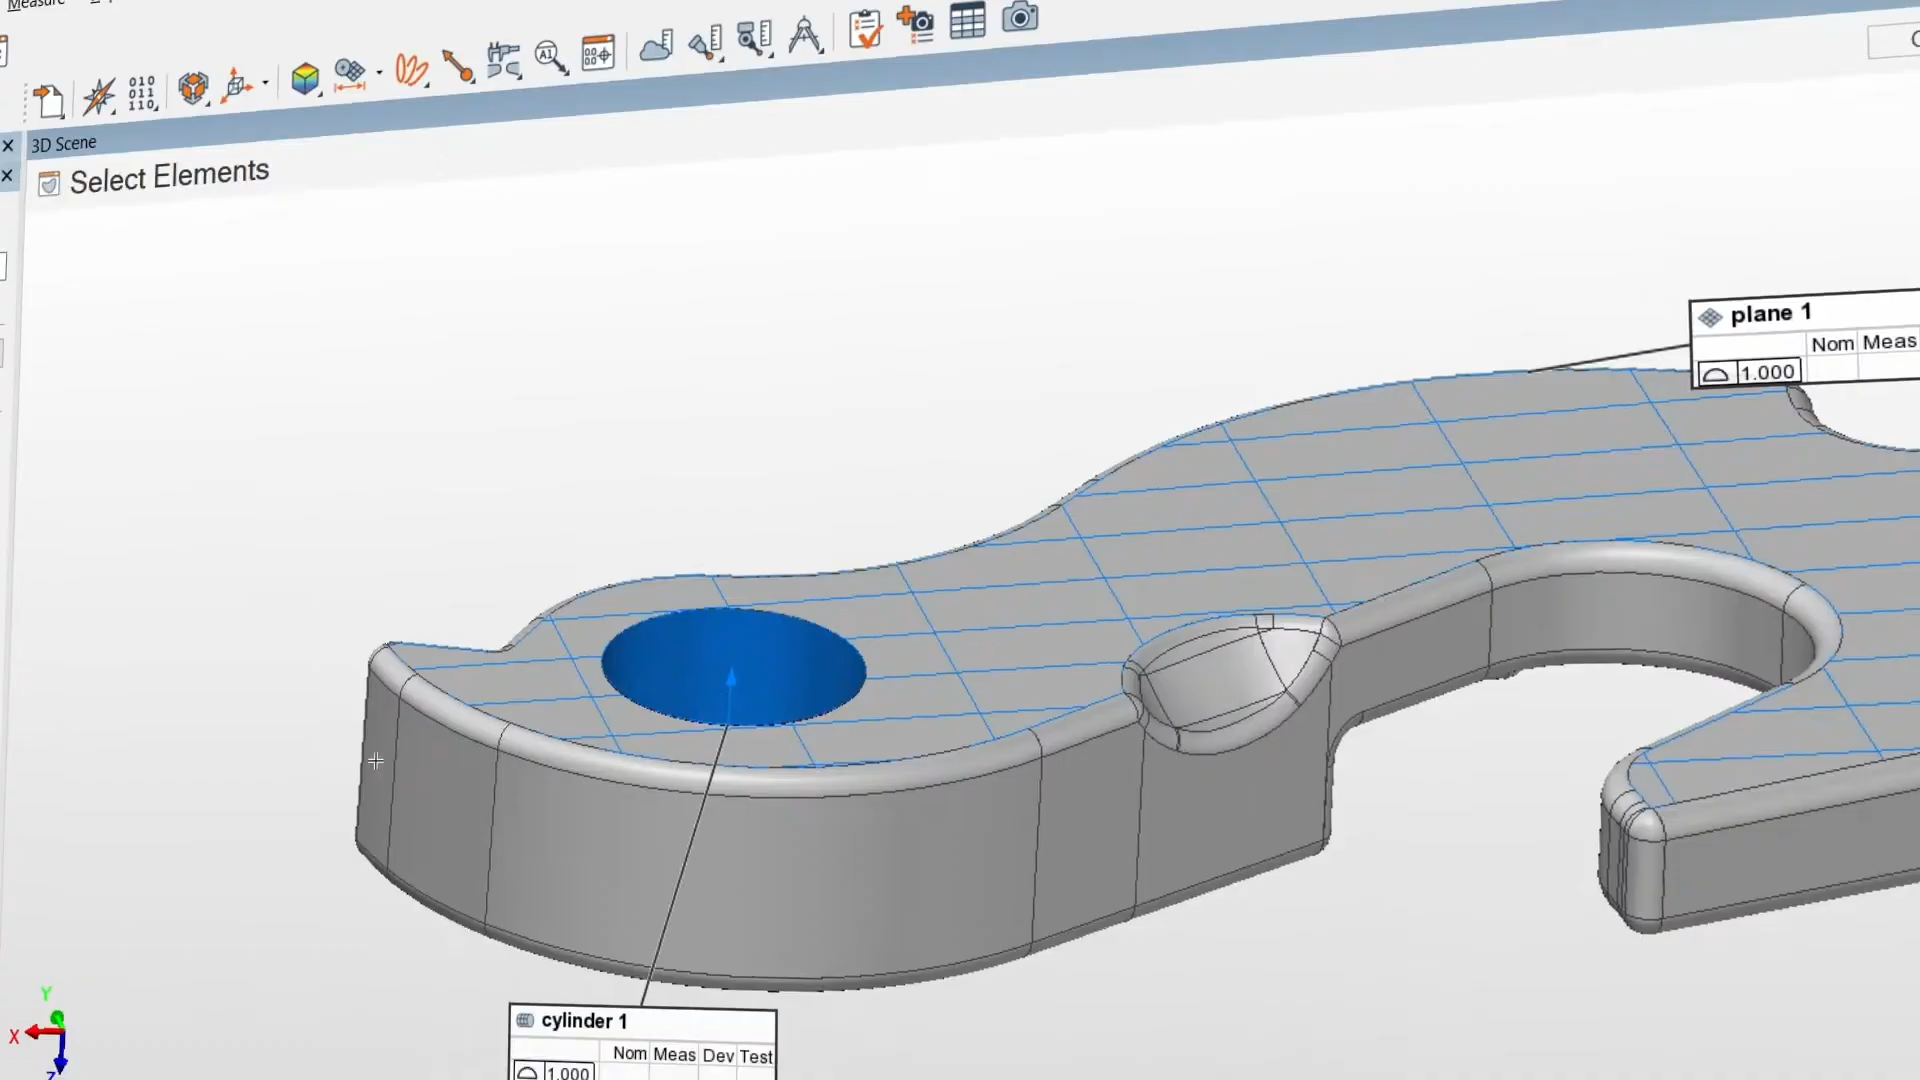 Measure
3D Scene
Select Elements
plane 1
Nom Meas
1.000
cylinder 1
Nom Meas Dev Test
1.000
Y
X
Z
010
011
110
A1